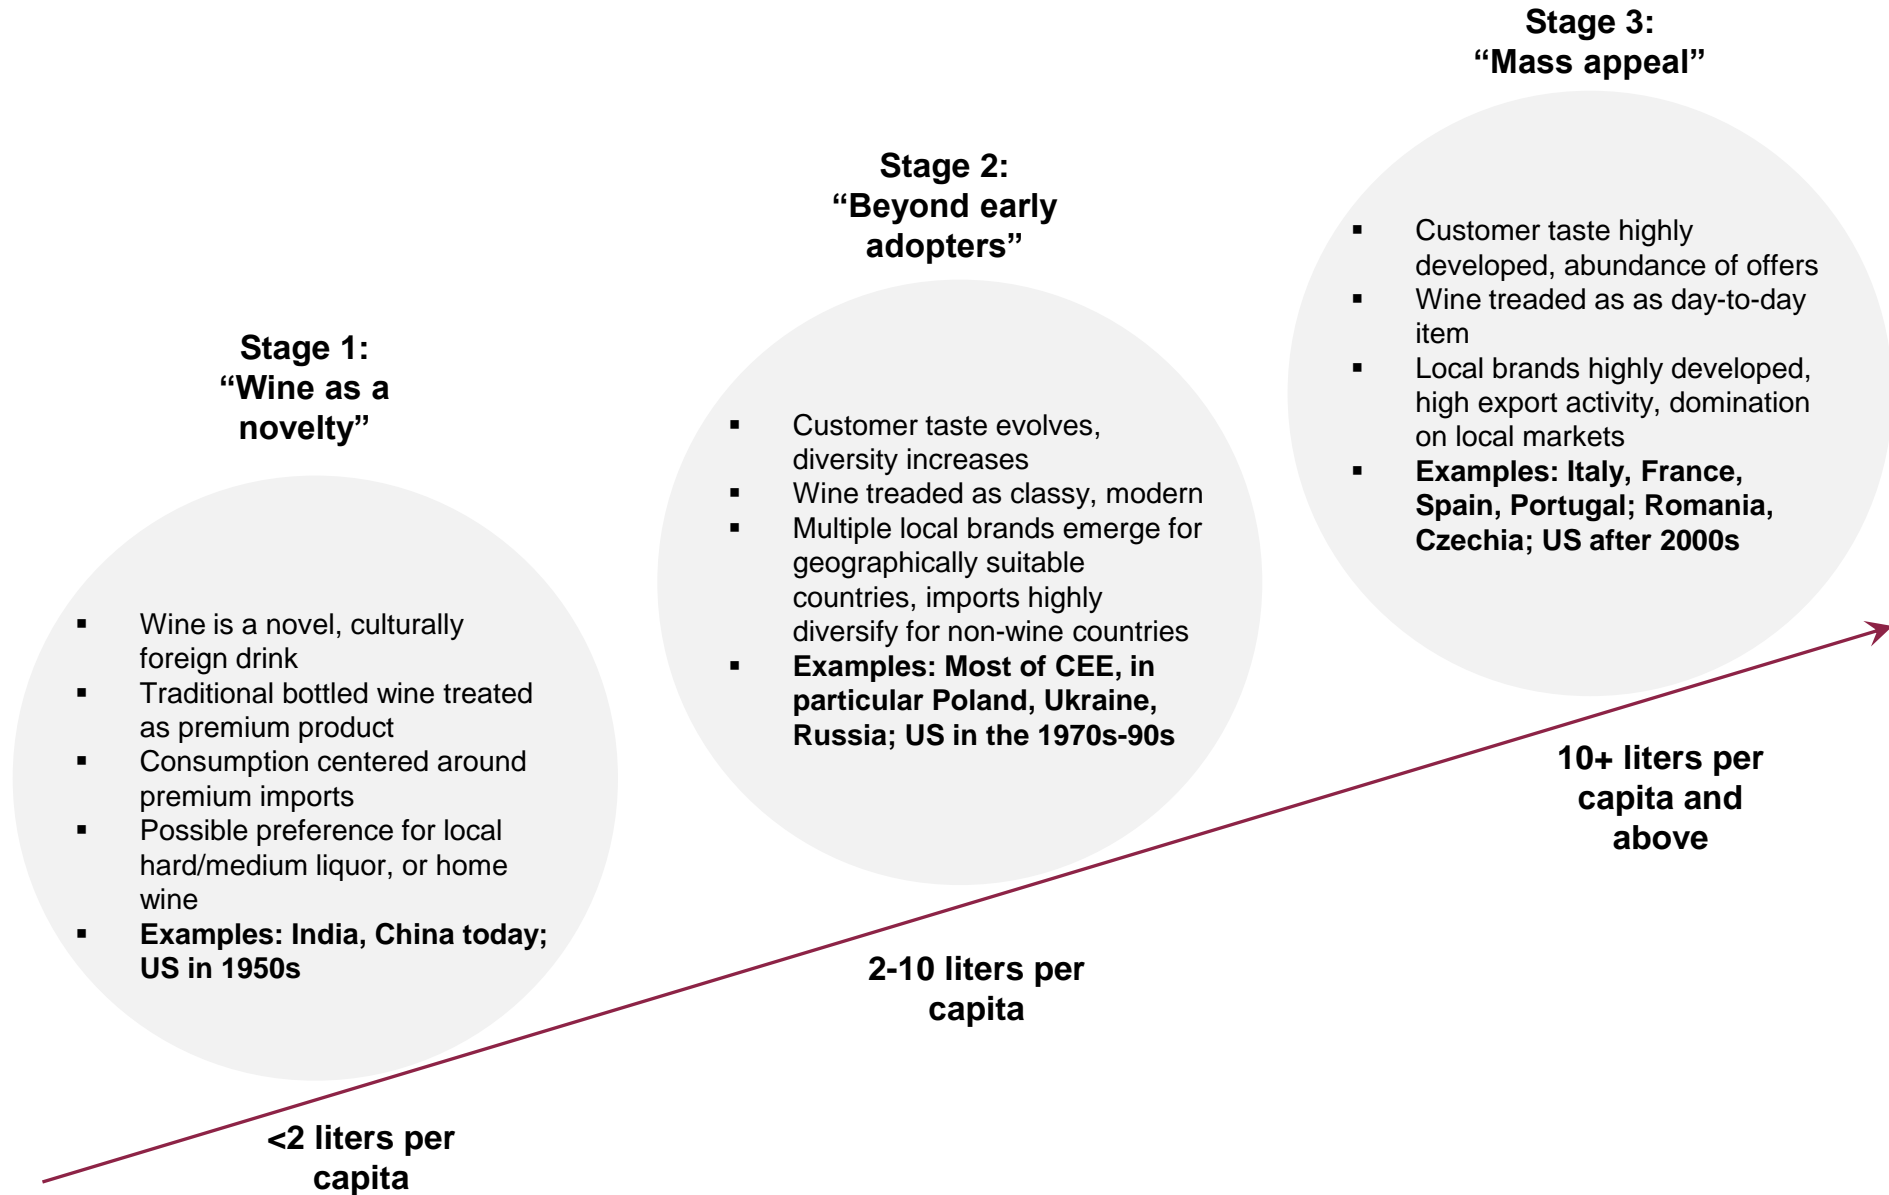 Stage 1:
“Wine as a
novelty”
▪ Wine is a novel, culturally
foreign drink
▪ Traditional bottled wine treated
as premium product
▪ Consumption centered around
premium imports
▪ Possible preference for local
hard/medium liquor, or home
wine
▪ Examples: India, China today;
US in 1950s
<2 liters per
capita
Stage 2:
“Beyond early
adopters”
▪ Customer taste evolves,
diversity increases
▪ Wine treaded as classy, modern
▪ Multiple local brands emerge for
geographically suitable
countries, imports highly
diversify for non-wine countries
▪ Examples: Most of CEE, in
particular Poland, Ukraine,
Russia; US in the 1970s-90s
2-10 liters per
capita
Stage 3:
“Mass appeal”
▪ Customer taste highly
developed, abundance of offers
▪ Wine treaded as as day-to-day
item
▪ Local brands highly developed,
high export activity, domination
on local markets
▪ Examples: Italy, France,
Spain, Portugal; Romania,
Czechia; US after 2000s
10+ liters per
capita and
above